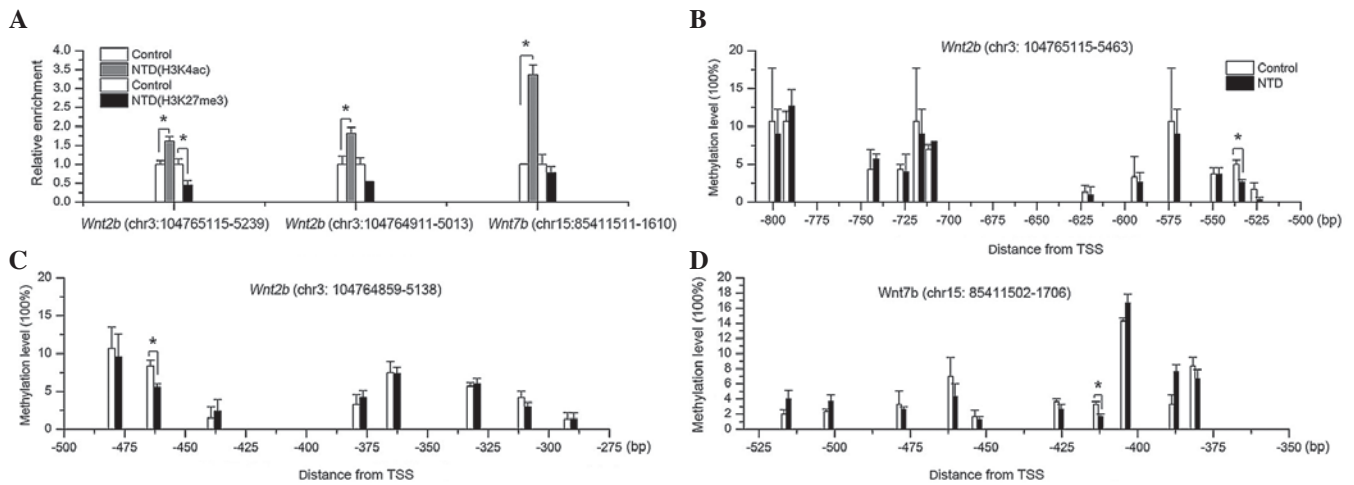 A
Relative enrichment
4.0
3.5
3.0
2.5
2.0
1.5
1.0
0.5
0.0
Control
NTD(H3K4ac)
Control
NTD(H3K27me3)
* * * *
Wnt2b (chr3:104765115-5239) Wnt2b (chr3:104764911-5013) Wnt7b (chr15:85411511-1610)
B
Wnt2b (chr3: 104765115-5463)
Methylation level (100%)
20
15
10
5
0
Control
NTD
*
-800 -775 -750 -725 -700 -675 -650 -625 -600 -575 -550 -525 -500 (bp)
Distance from TSS
C
Wnt2b (chr3: 104764859-5138)
Methylation level (100%)
20
15
10
5
0
*
-500 -475 -450 -425 -400 -375 -350 -325 -300 -275 (bp)
Distance from TSS
D
Wnt7b (chr15: 85411502-1706)
Methylation level (100%)
20
18
16
14
12
10
8
6
4
2
0
*
-525 -500 -475 -450 -425 -400 -375 -350 (bp)
Distance from TSS